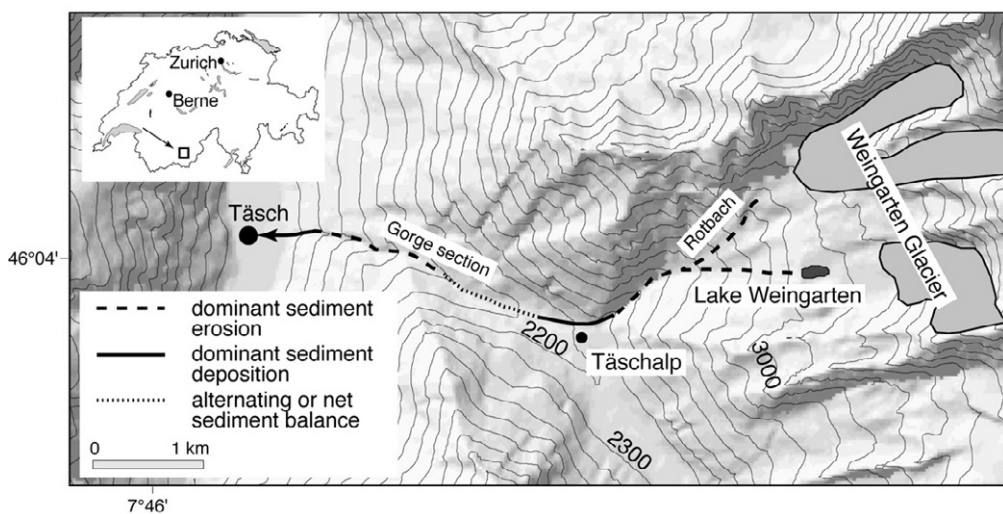 Zurich
Berne
Täsch
Gorge section
Rotbach
Weingarten Glacier
46°04'
Lake Weingarten
2200
Täschalp
3000
2300
dominant sediment
erosion
dominant sediment
deposition
alternating or net
sediment balance
0 1 km
7°46'